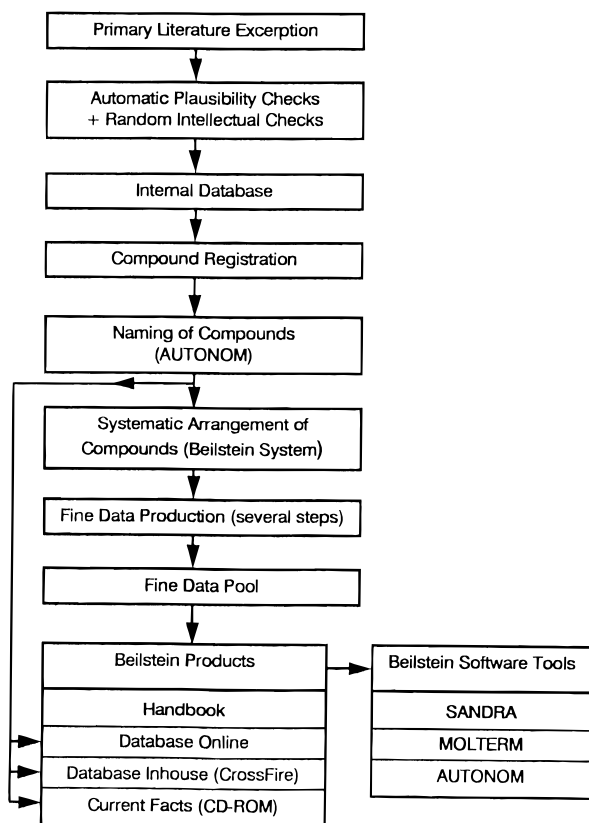 Primary Literature Excerption
Automatic Plausibility Checks
+ Random Intellectual Checks
Internal Database
Compound Registration
Naming of Compounds
(AUTONOM)
Systematic Arrangement of
Compounds (Beilstein System)
Fine Data Production (several steps)
Fine Data Pool
Beilstein Products
Handbook
Database Online
Database Inhouse (CrossFire)
Current Facts (CD-ROM)
Beilstein Software Tools
SANDRA
MOLTERM
AUTONOM